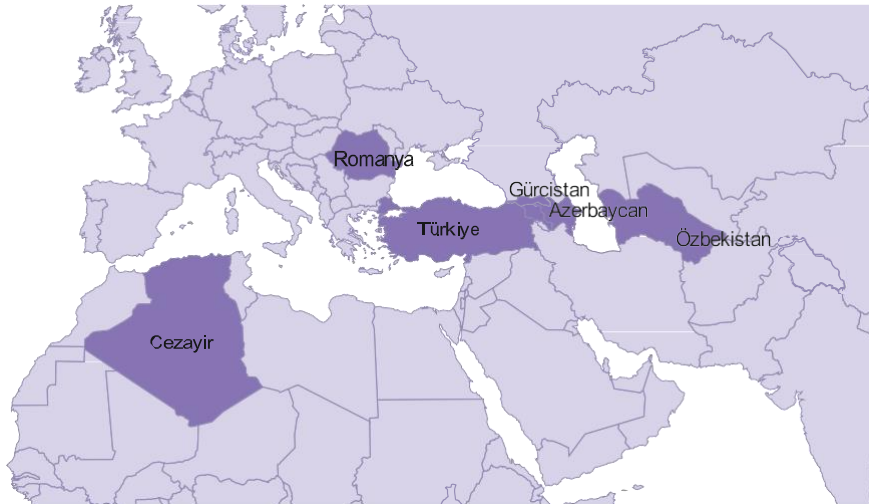 Romanya
Gürcistan
Azerbaycan
Türkiye
Özbekistan
Cezayir